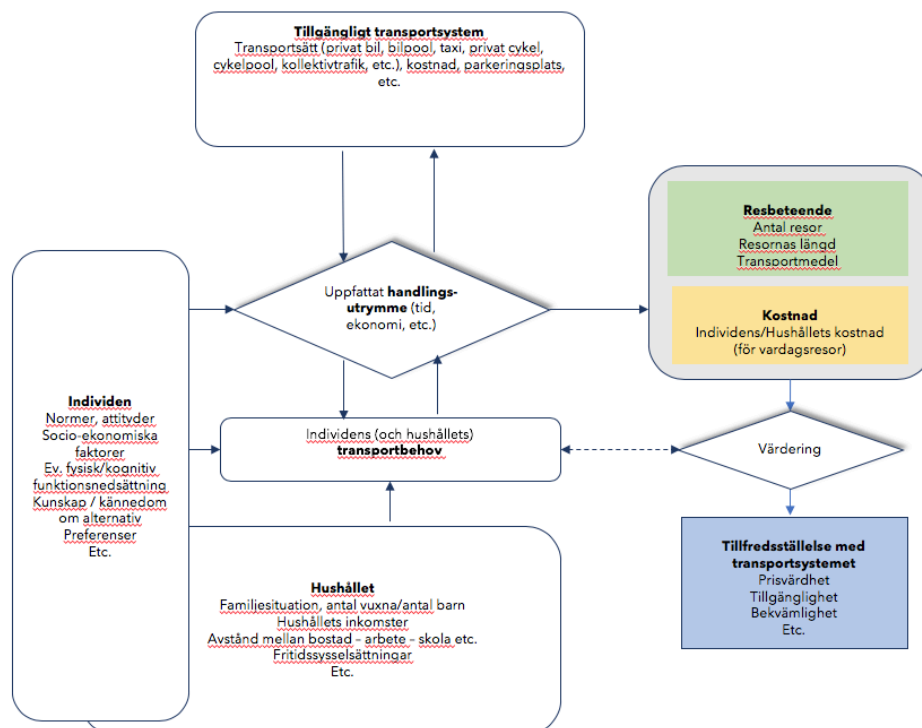 Tillgängligt transportsystem
Transportsätt (privat bil, bilpool, taxi, privat cykel,
cykelpool, kollektivtrafik, etc.), kostnad, parkeringsplats,
etc.
Resbeteende
Antal resor
Resornas längd
Transportmedel
Uppfattat handlings-
utrymme (tid,
ekonomi, etc.)
Kostnad
Individens/Hushållets kostnad
(för vardagsresor)
Individen
Normer, attityder
Socio-ekonomiska
faktorer
Ev. fysisk/kognitiv
funktionsnedsättning
Kunskap / kännedom
om alternativ
Preferenser
Etc.
Individens (och hushållets)
transportbehov
Värdering
Hushållet
Familjesituation, antal vuxna/antal barn
Hushållets inkomster
Avstånd mellan bostad – arbete – skola etc.
Fritidssysselsättningar
Etc.
Tillfredsställelse med
transportsystemet
Prisvärdhet
Tillgänglighet
Bekvämlighet
Etc.